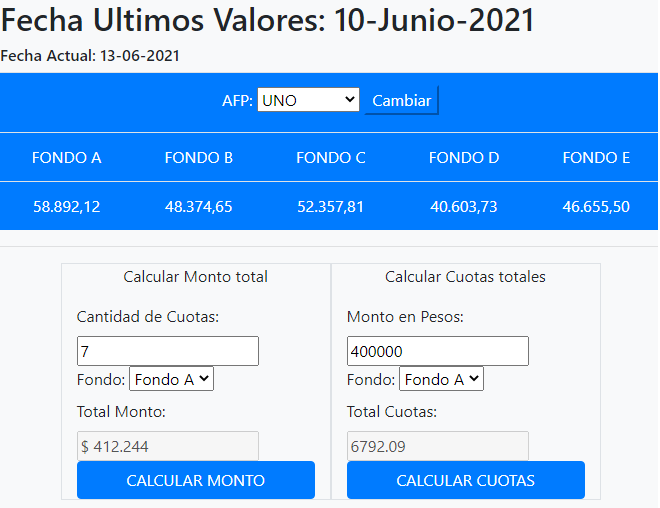 Fecha Ultimos Valores: 10-Junio-2021
Fecha Actual: 13-06-2021
AFP: UNO Cambiar
FONDO A FONDO B FONDO C FONDO D FONDO E
58.892,12 48.374,65 52.357,81 40.603,73 46.655,50
Calcular Monto total
Cantidad de Cuotas:
7
Fondo: Fondo A
Total Monto:
$ 412.244
CALCULAR MONTO
Calcular Cuotas totales
Monto en Pesos:
400000
Fondo: Fondo A
Total Cuotas:
6792.09
CALCULAR CUOTAS